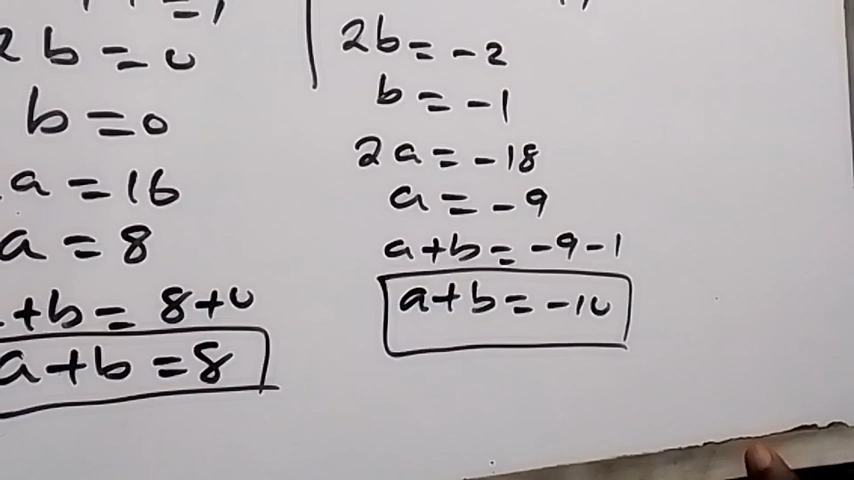 2b = 0
b = 0
a = 16
a = 8
+b = 8+0
a+b = 8
2b = -2
b = -1
2a = -18
a = -9
a+b = -9-1
a+b = -10